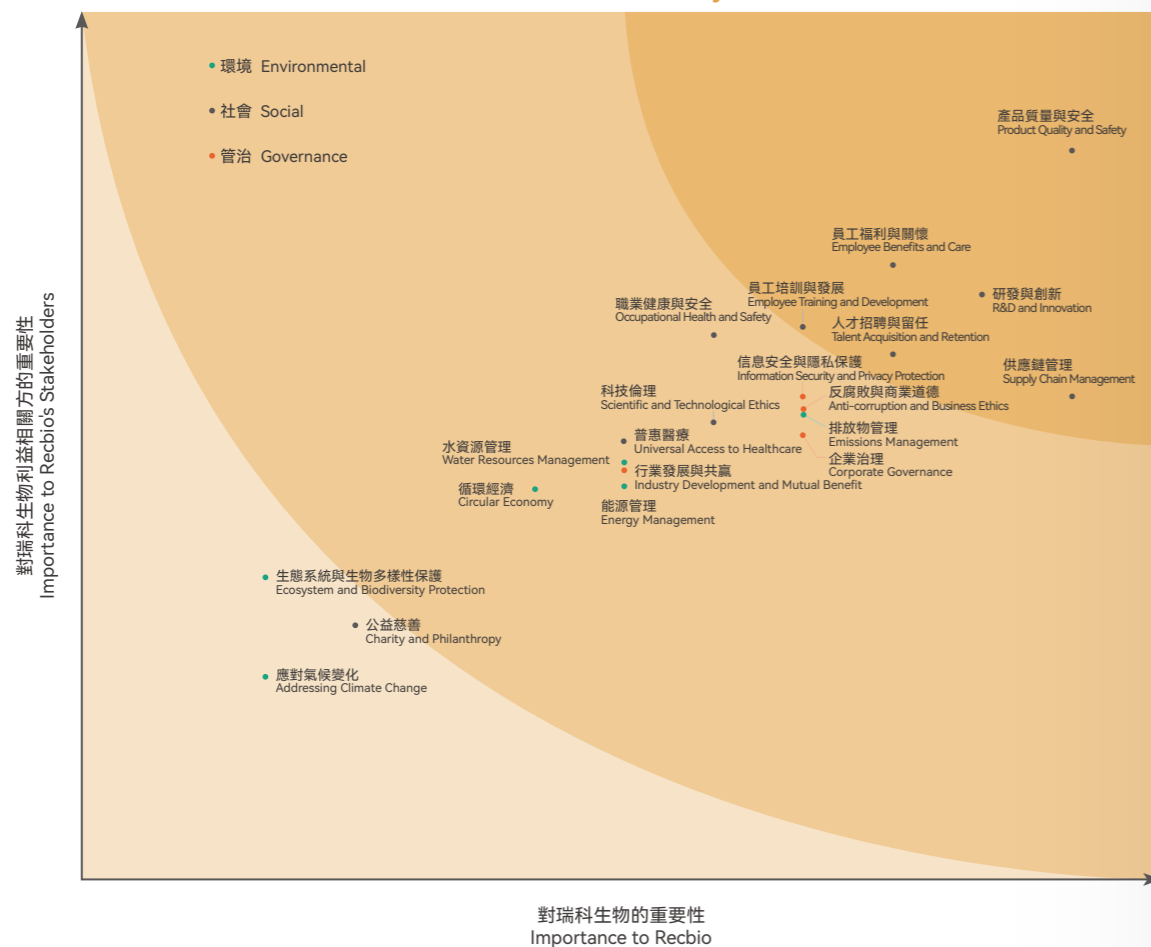 環境 Environmental
社會 Social
管治 Governance
產品質量與安全
Product Quality and Safety
員工福利與關懷
Employee Benefits and Care
員工培訓與發展
Employee Training and Development
研發與創新
R&D and Innovation
職業健康與安全
Occupational Health and Safety
人才招聘與留任
Talent Acquisition and Retention
信息安全與隱私保護
Information Security and Privacy Protection
供應鏈管理
Supply Chain Management
科技倫理
Scientific and Technological Ethics
反腐敗與商業道德
Anti-corruption and Business Ethics
排放物管理
Emissions Management
普惠醫療
Universal Access to Healthcare
水資源管理
Water Resources Management
企業治理
Corporate Governance
行業發展與共贏
Industry Development and Mutual Benefit
循環經濟
Circular Economy
能源管理
Energy Management
生態系統與生物多樣性保護
Ecosystem and Biodiversity Protection
公益慈善
Charity and Philanthropy
應對氣候變化
Addressing Climate Change
對瑞科生物利益相關方的重要性
Importance to Recbio's Stakeholders
對瑞科生物的重要性
Importance to Recbio